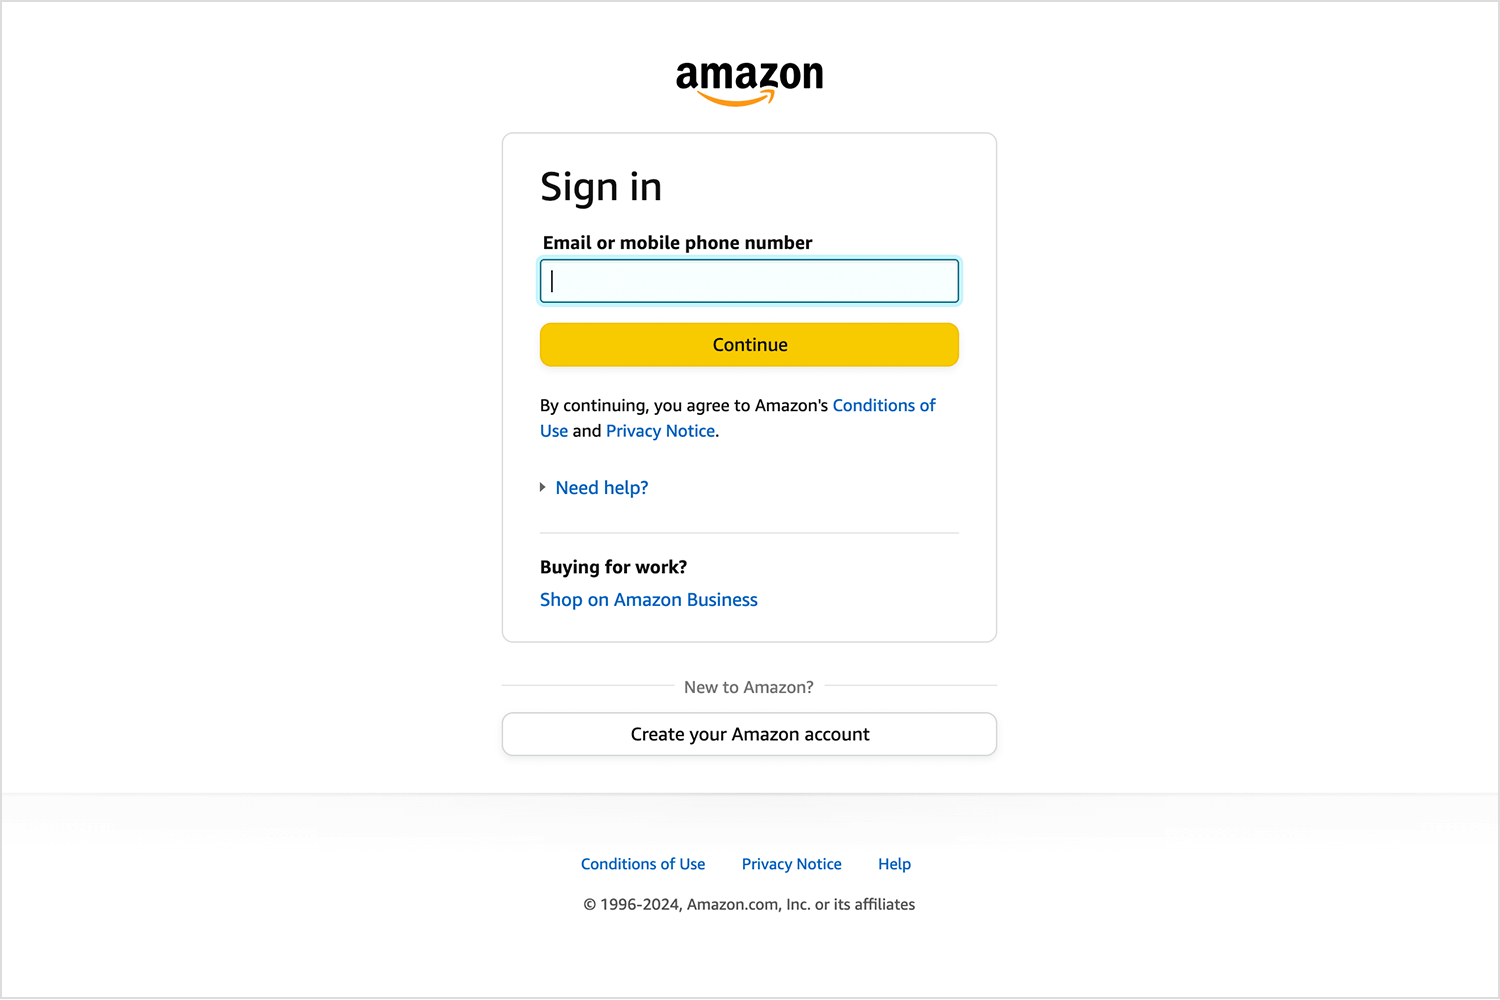 amazon
Sign in
Email or mobile phone number
Continue
By continuing, you agree to Amazon's Conditions of
Use and Privacy Notice.
Need help?
Buying for work?
Shop on Amazon Business
New to Amazon?
Create your Amazon account
Conditions of Use Privacy Notice Help
© 1996-2024, Amazon.com, Inc. or its affiliates